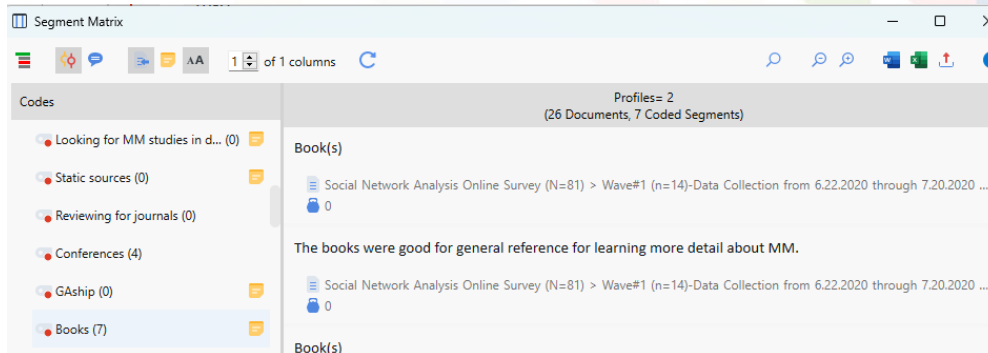 Segment Matrix
AA 1 of 1 columns
Codes
Profiles= 2
(26 Documents, 7 Coded Segments)
Looking for MM studies in d... (0)
Static sources (0)
Reviewing for journals (0)
Conferences (4)
GAship (0)
Books (7)
Book(s)
Social Network Analysis Online Survey (N=81) > Wave#1 (n=14)-Data Collection from 6.22.2020 through 7.20.2020 ...
0
The books were good for general reference for learning more detail about MM.
Social Network Analysis Online Survey (N=81) > Wave#1 (n=14)-Data Collection from 6.22.2020 through 7.20.2020 ...
0
Book(s)